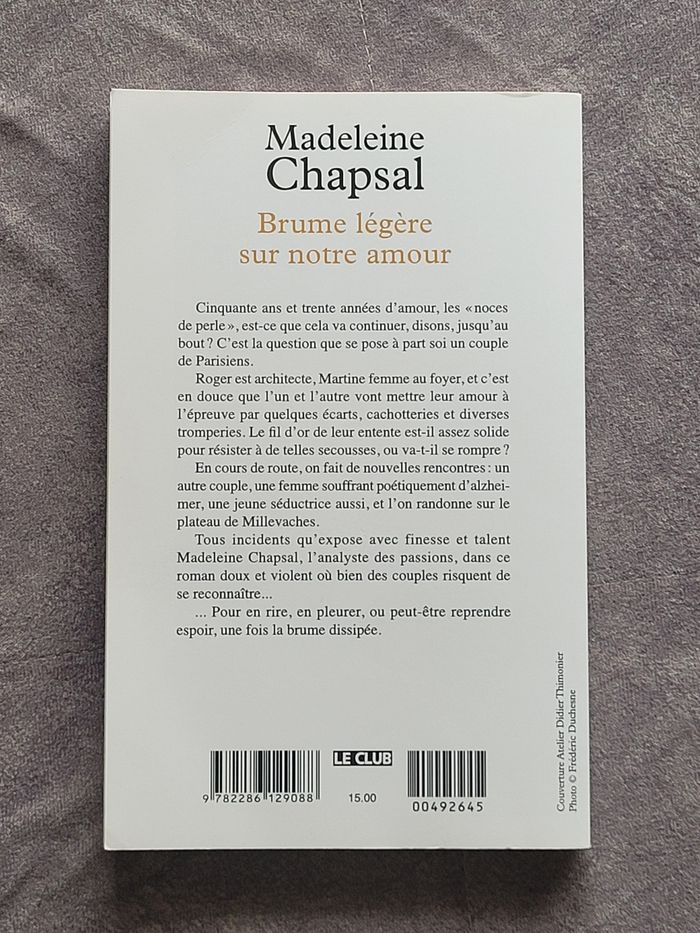 Madeleine
Chapsal
Brume légère
sur notre amour
Cinquante ans et trente années d'amour, les « noces
de perle », est-ce que cela va continuer, disons, jusqu'au
bout ? C'est la question que se pose à part soi un couple
de Parisiens.
Roger est architecte, Martine femme au foyer, et c'est
en douce que l'un et l'autre vont mettre leur amour à
l'épreuve par quelques écarts, cachotteries et diverses
tromperies. Le fil d'or de leur entente est-il assez solide
pour résister à de telles secousses, ou va-t-il se rompre ?
En cours de route, on fait de nouvelles rencontres : un
autre couple, une femme souffrant poétiquement d'alzhei-
mer, une jeune séductrice aussi, et l'on randonne sur le
plateau de Millevaches.
Tous incidents qu'expose avec finesse et talent
Madeleine Chapsal, l'analyste des passions, dans ce
roman doux et violent où bien des couples risquent de
se reconnaître...
... Pour en rire, en pleurer, ou peut-être reprendre
espoir, une fois la brume dissipée.
LE CLUB
9 782286 129088
15.00
00492645
Couverture Atelier Didier Thimonier
Photo © Frédéric Duchesne